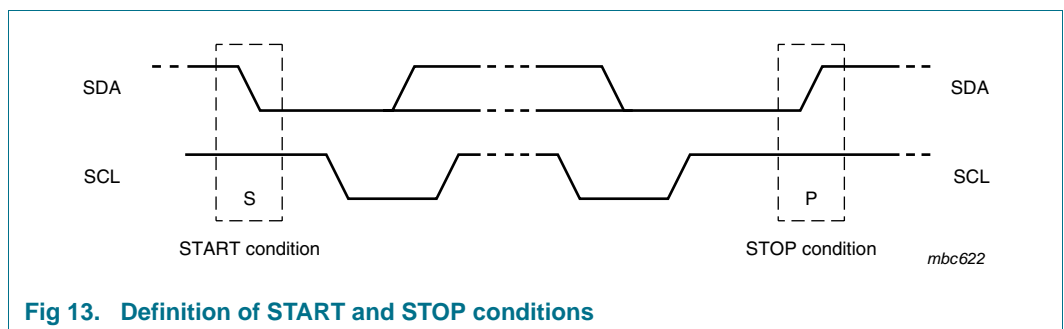 SDA
SDA
SCL
SCL
S
P
START condition
STOP condition
mbc622
Fig 13. Definition of START and STOP conditions